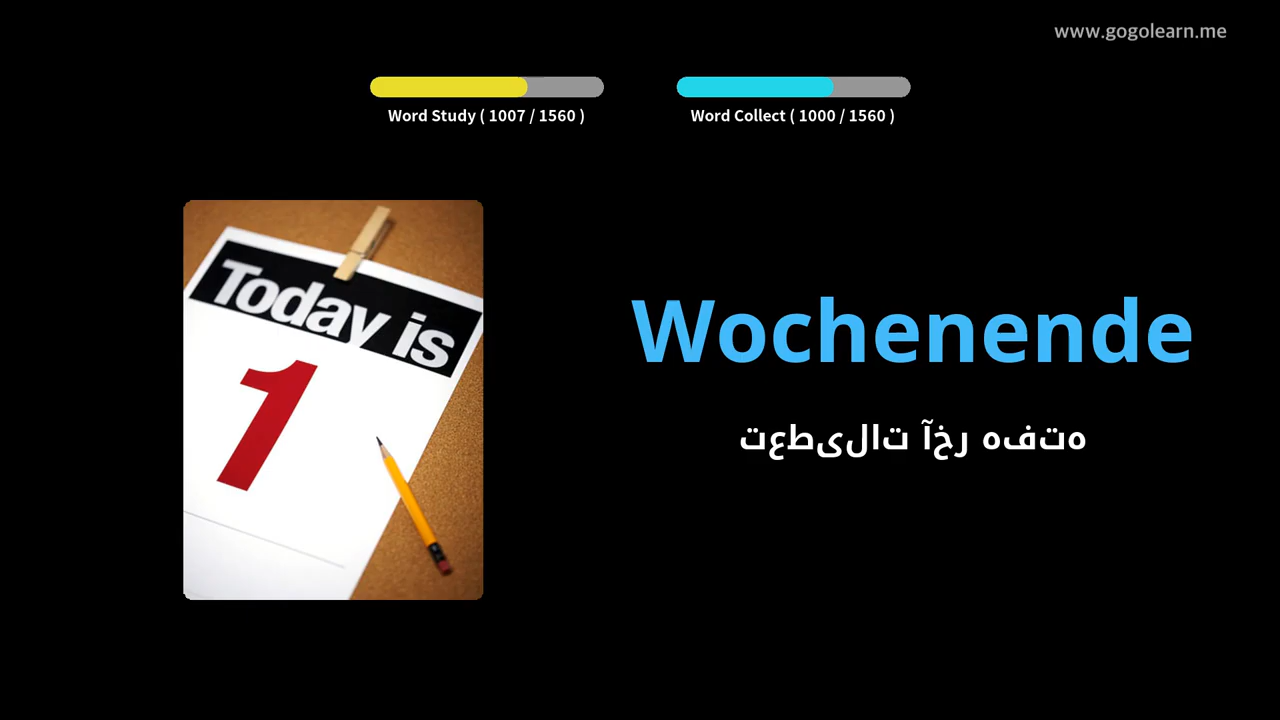 www.gogolearn.me
Word Study ( 1007 / 1560 )
Word Collect ( 1000 / 1560 )
Today is
1
Wochenende
هتفه رخآ تالیطعت